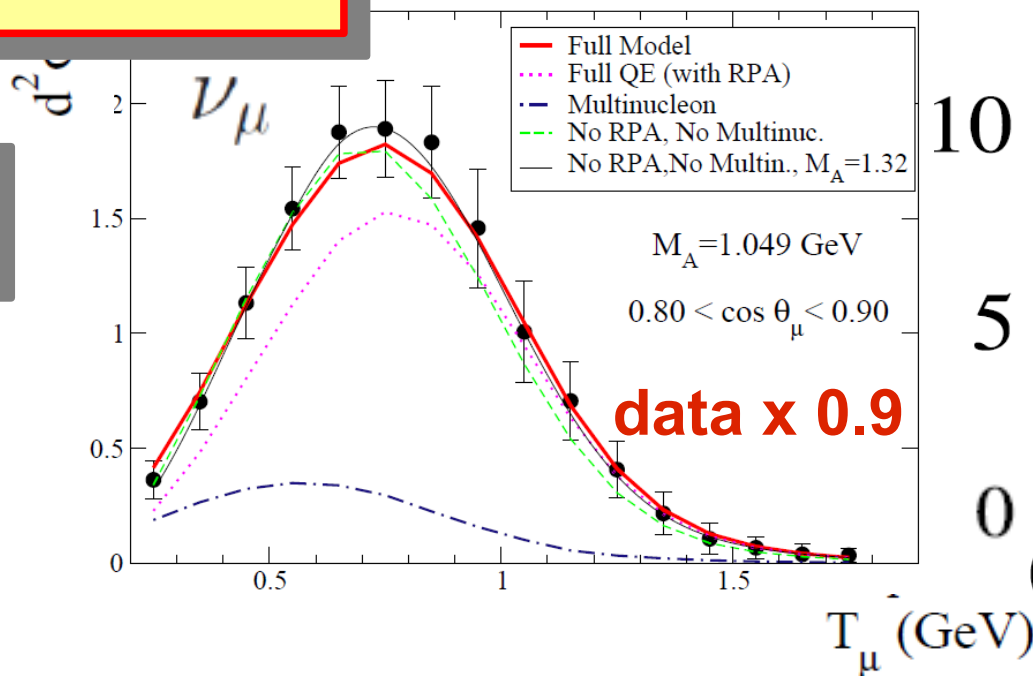 d²
ν_μ
Full Model
Full QE (with RPA)
Multinucleon
No RPA, No Multinuc.
No RPA,No Multin., M_A=1.32
M_A=1.049 GeV
0.80 < cos θ_μ< 0.90
data x 0.9
2
1.5
1
0.5
0
0.5
1
1.5
T_μ (GeV)
10
5
0